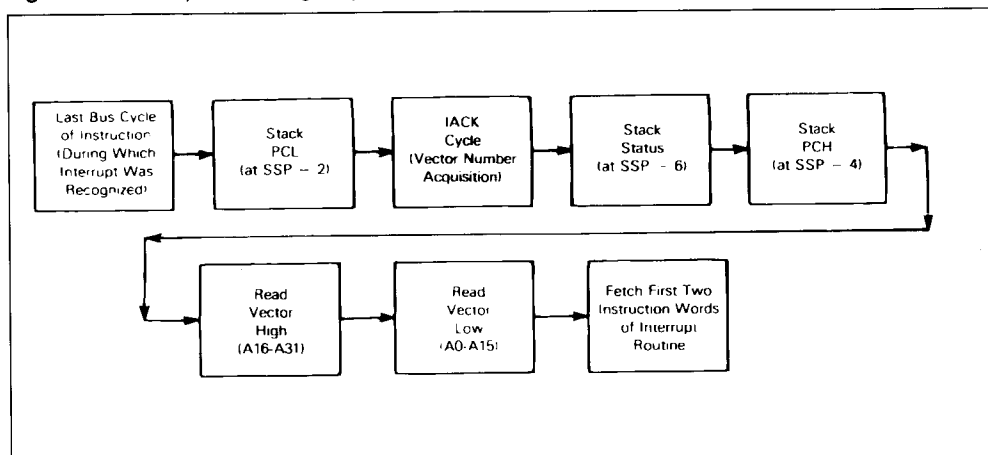 Last Bus Cycle
of Instruction
(During Which
Interrupt Was
Recognized)
Stack
PCL
(at SSP – 2)
IACK
Cycle
(Vector Number
Acquisition)
Stack
Status
(at SSP - 6)
Stack
PCH
(at SSP – 4)
Read
Vector
High
(A16-A31)
Read
Vector
Low
(A0-A15)
Fetch First Two
Instruction Words
of Interrupt
Routine